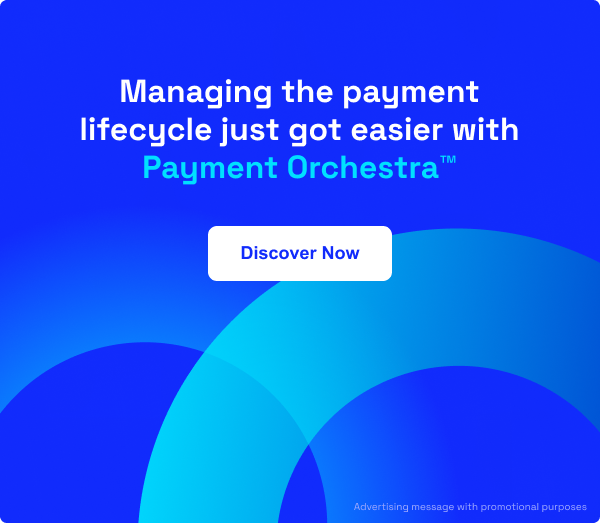 Managing the payment
lifecycle just got easier with
Payment Orchestra™
Discover Now
Advertising message with promotional purposes